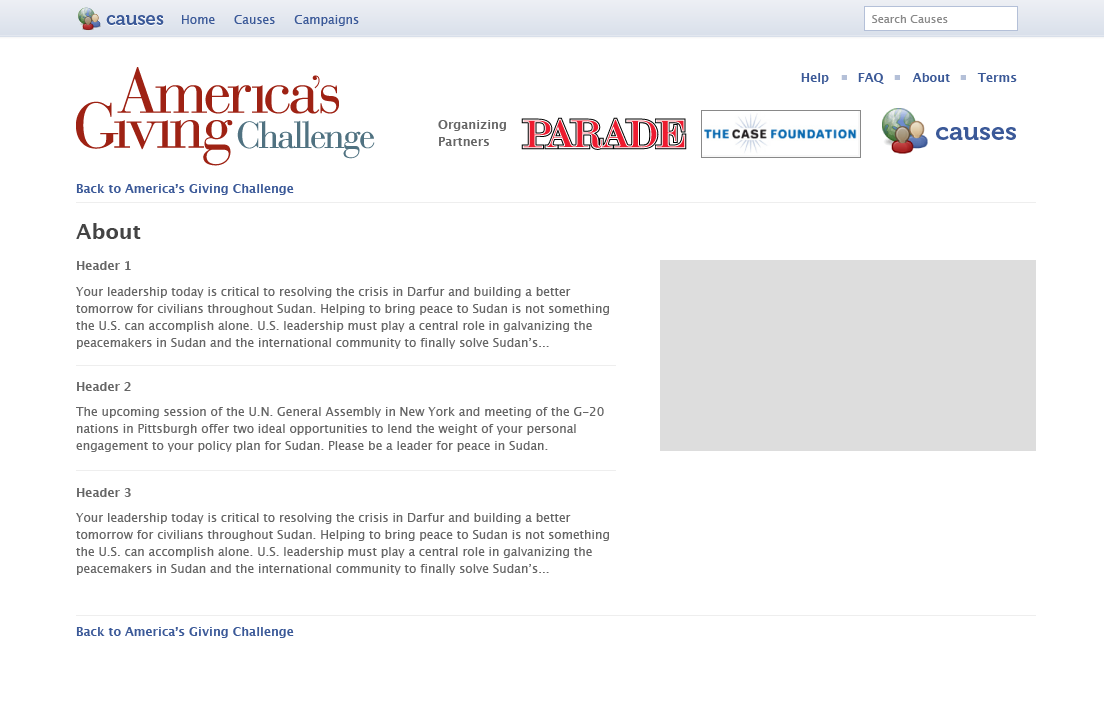 causes Home Causes Campaigns Search Causes
Help FAQ About Terms
America's
Giving Challenge
Organizing
Partners
PARADE
THE CASE FOUNDATION
causes
Back to America's Giving Challenge
About
Header 1
Your leadership today is critical to resolving the crisis in Darfur and building a better
tomorrow for civilians throughout Sudan. Helping to bring peace to Sudan is not something
the U.S. can accomplish alone. U.S. leadership must play a central role in galvanizing the
peacemakers in Sudan and the international community to finally solve Sudan's...
Header 2
The upcoming session of the U.N. General Assembly in New York and meeting of the G-20
nations in Pittsburgh offer two ideal opportunities to lend the weight of your personal
engagement to your policy plan for Sudan. Please be a leader for peace in Sudan.
Header 3
Your leadership today is critical to resolving the crisis in Darfur and building a better
tomorrow for civilians throughout Sudan. Helping to bring peace to Sudan is not something
the U.S. can accomplish alone. U.S. leadership must play a central role in galvanizing the
peacemakers in Sudan and the international community to finally solve Sudan's...
Back to America's Giving Challenge